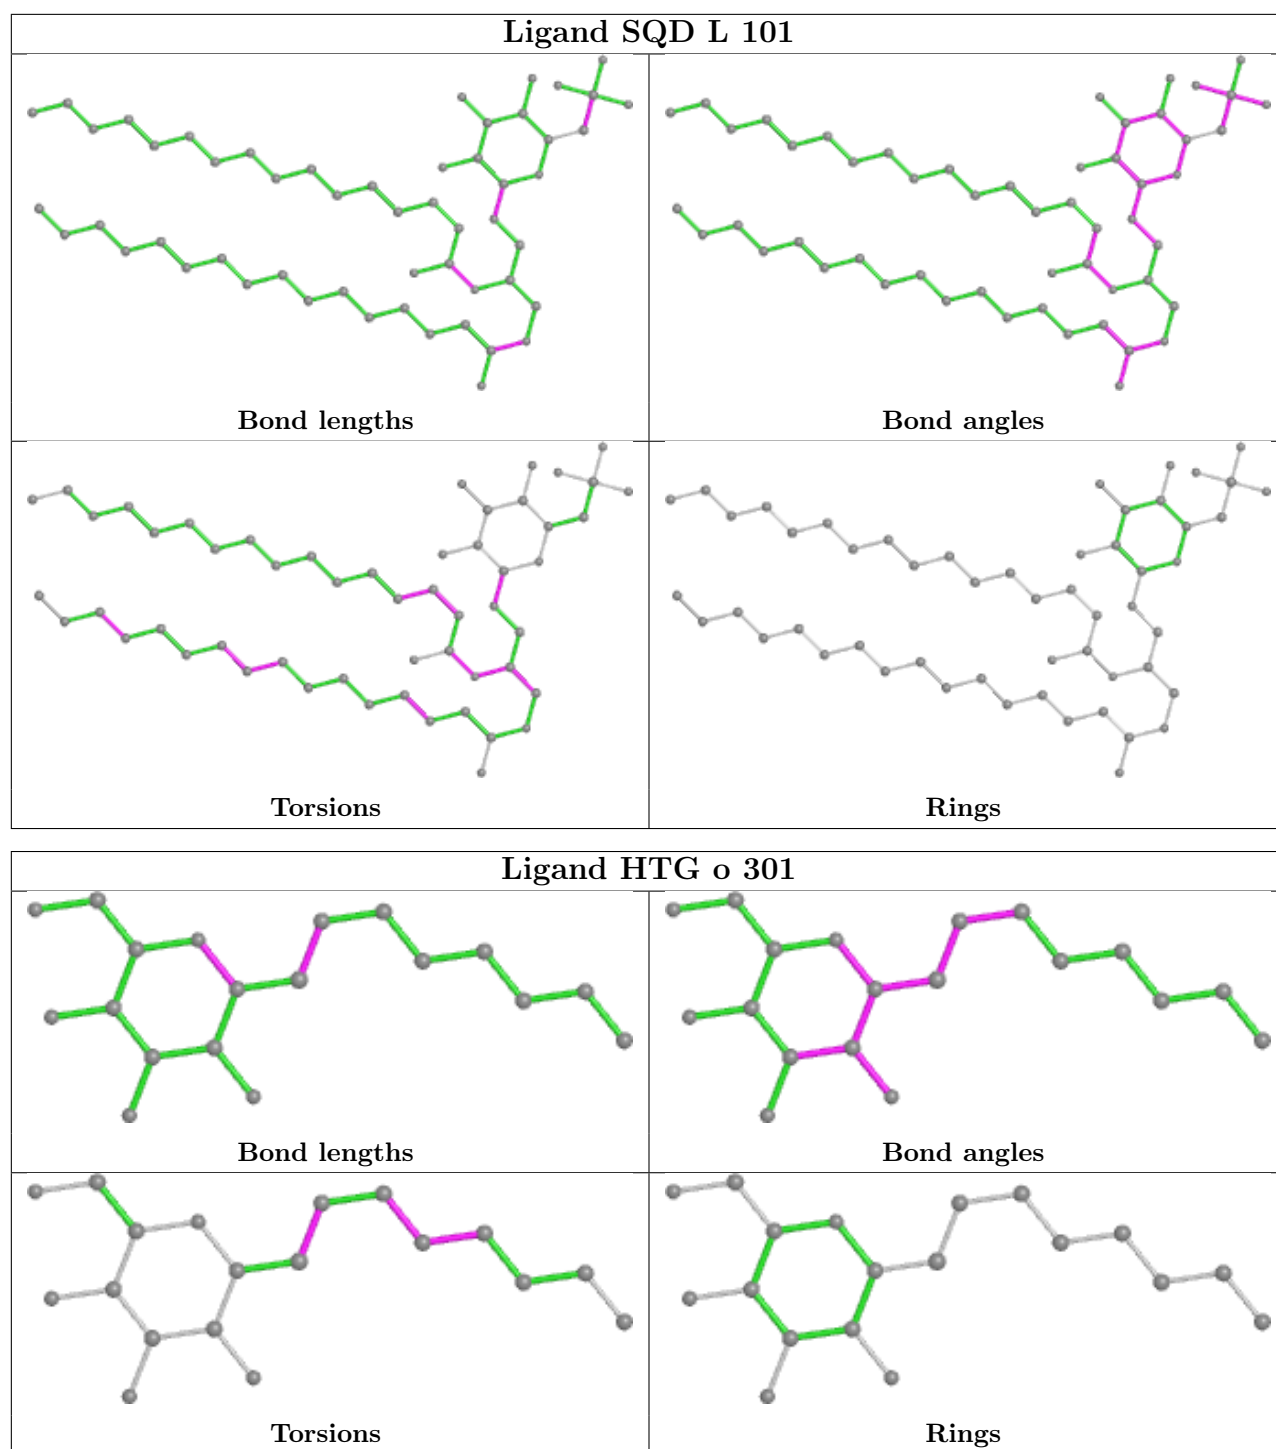 Ligand SQD L 101
Bond lengths
Bond angles
Torsions
Rings
Ligand HTG o 301
Bond lengths
Bond angles
Torsions
Rings